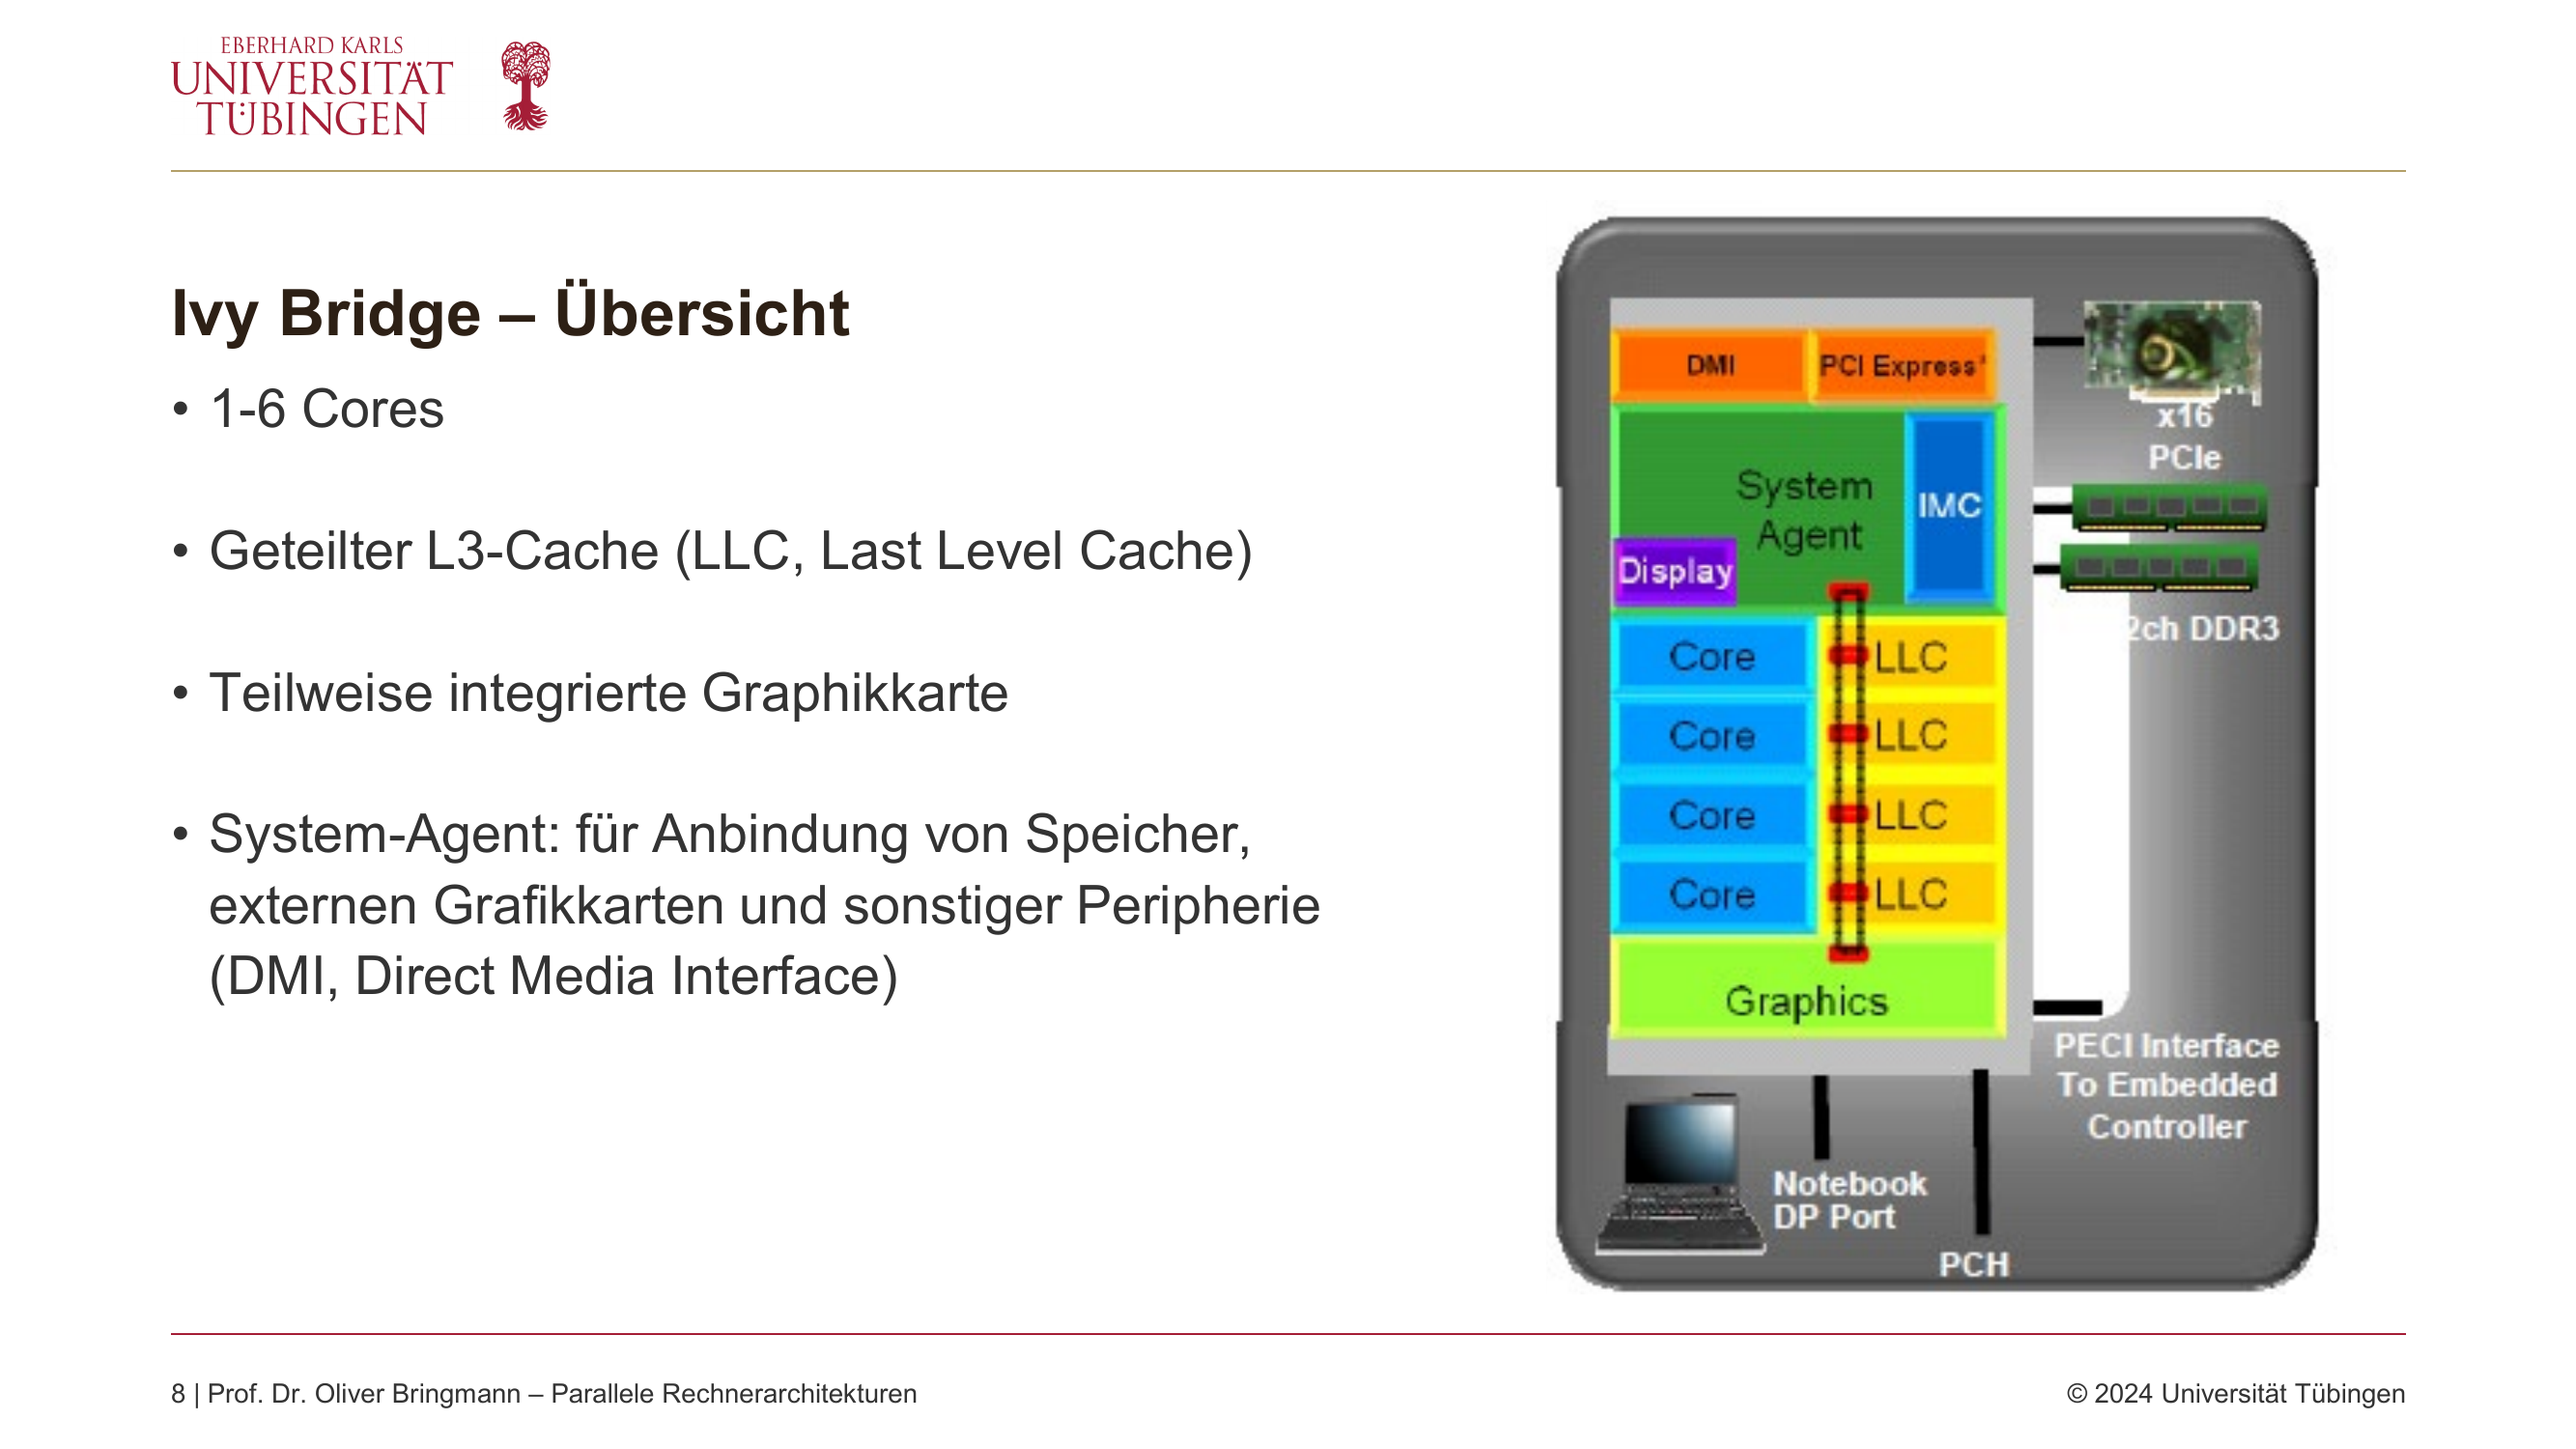 EBERHARD KARLS
UNIVERSITÄT
TÜBINGEN
Ivy Bridge – Übersicht
• 1-6 Cores
• Geteilter L3-Cache (LLC, Last Level Cache)
• Teilweise integrierte Graphikkarte
• System-Agent: für Anbindung von Speicher,
externen Grafikkarten und sonstiger Peripherie
(DMI, Direct Media Interface)
DMI
PCI Express*
System
Agent
IMC
Display
Core
LLC
Core
LLC
Core
LLC
Core
LLC
Graphics
x16
PCIe
2ch DDR3
PECI Interface
To Embedded
Controller
Notebook
DP Port
PCH
8 | Prof. Dr. Oliver Bringmann – Parallele Rechnerarchitekturen
© 2024 Universität Tübingen